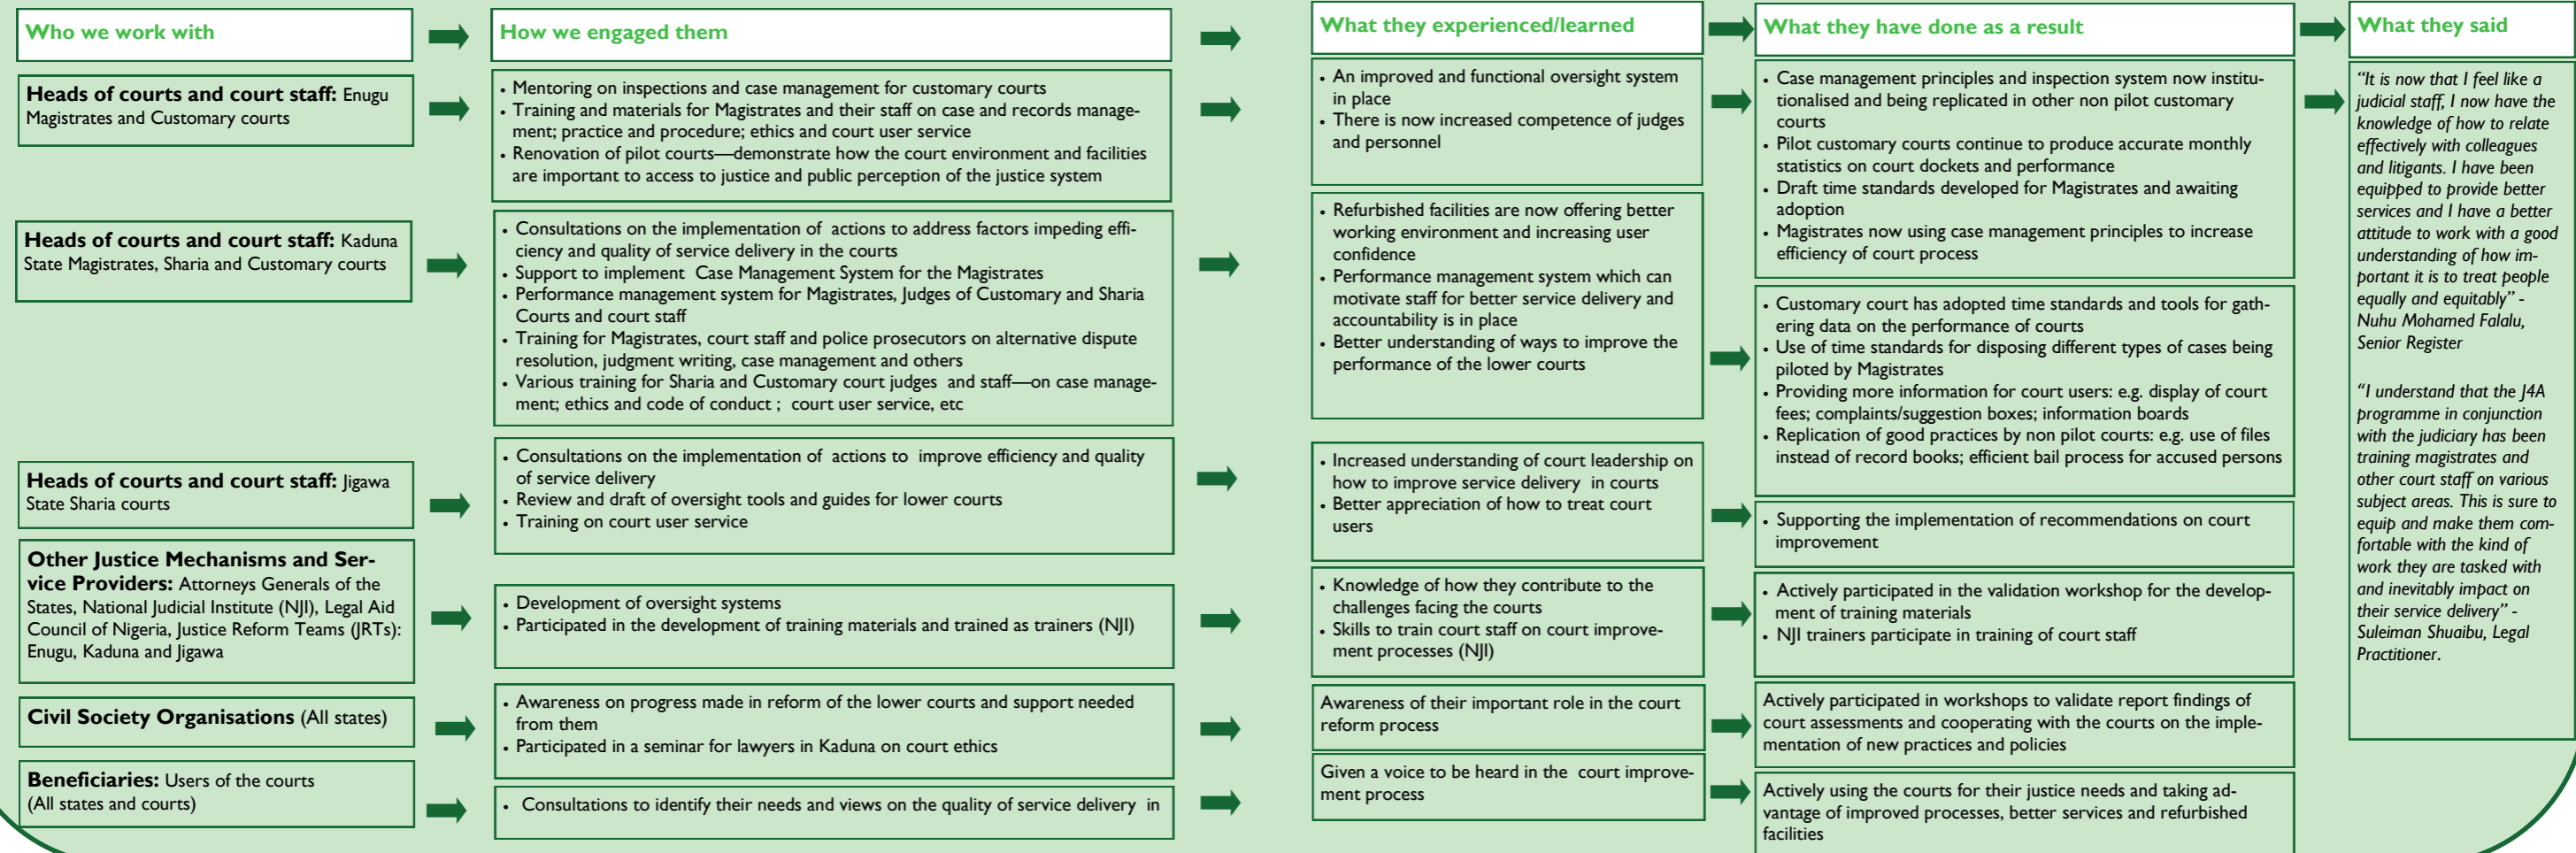 Who we work with
How we engaged them
What they experienced/learned
What they have done as a result
What they said
Heads of courts and court staff: Enugu
Magistrates and Customary courts
• Mentoring on inspections and case management for customary courts
• Training and materials for Magistrates and their staff on case and records manage-
ment; practice and procedure; ethics and court user service
• Renovation of pilot courts—demonstrate how the court environment and facilities
are important to access to justice and public perception of the justice system
• An improved and functional oversight system
in place
• There is now increased competence of judges
and personnel
• Case management principles and inspection system now institu-
tionalised and being replicated in other non pilot customary
courts
• Pilot customary courts continue to produce accurate monthly
statistics on court dockets and performance
• Draft time standards developed for Magistrates and awaiting
adoption
• Magistrates now using case management principles to increase
efficiency of court process
Heads of courts and court staff: Kaduna
State Magistrates, Sharia and Customary courts
• Consultations on the implementation of actions to address factors impeding effi-
ciency and quality of service delivery in the courts
• Support to implement Case Management System for the Magistrates
• Performance management system for Magistrates, Judges of Customary and Sharia
Courts and court staff
• Training for Magistrates, court staff and police prosecutors on alternative dispute
resolution, judgment writing, case management and others
• Various training for Sharia and Customary court judges and staff—on case manage-
ment; ethics and code of conduct ; court user service, etc
• Refurbished facilities are now offering better
working environment and increasing user
confidence
• Performance management system which can
motivate staff for better service delivery and
accountability is in place
• Better understanding of ways to improve the
performance of the lower courts
• Customary court has adopted time standards and tools for gath-
ering data on the performance of courts
• Use of time standards for disposing different types of cases being
piloted by Magistrates
• Providing more information for court users: e.g. display of court
fees; complaints/suggestion boxes; information boards
• Replication of good practices by non pilot courts: e.g. use of files
instead of record books; efficient bail process for accused persons
Heads of courts and court staff: Jigawa
State Sharia courts
• Consultations on the implementation of actions to improve efficiency and quality
of service delivery
• Review and draft of oversight tools and guides for lower courts
• Training on court user service
• Increased understanding of court leadership on
how to improve service delivery in courts
• Better appreciation of how to treat court
users
• Supporting the implementation of recommendations on court
improvement
Other Justice Mechanisms and Ser-
vice Providers: Attorneys Generals of the
States, National Judicial Institute (NJI), Legal Aid
Council of Nigeria, Justice Reform Teams (JRTs):
Enugu, Kaduna and Jigawa
• Development of oversight systems
• Participated in the development of training materials and trained as trainers (NJI)
• Knowledge of how they contribute to the
challenges facing the courts
• Skills to train court staff on court improve-
ment processes (NJI)
• Actively participated in the validation workshop for the develop-
ment of training materials
• NJI trainers participate in training of court staff
Civil Society Organisations (All states)
• Awareness on progress made in reform of the lower courts and support needed
from them
• Participated in a seminar for lawyers in Kaduna on court ethics
Awareness of their important role in the court
reform process
Actively participated in workshops to validate report findings of
court assessments and cooperating with the courts on the imple-
mentation of new practices and policies
Beneficiaries: Users of the courts
(All states and courts)
• Consultations to identify their needs and views on the quality of service delivery in
Given a voice to be heard in the court improve-
ment process
Actively using the courts for their justice needs and taking ad-
vantage of improved processes, better services and refurbished
facilities
“It is now that I feel like a
judicial staff, I now have the
knowledge of how to relate
effectively with colleagues
and litigants. I have been
equipped to provide better
services and I have a better
attitude to work with a good
understanding of how im-
portant it is to treat people
equally and equitably” -
Nuhu Mohamed Falalu,
Senior Register
“I understand that the J4A
programme in conjunction
with the judiciary has been
training magistrates and
other court staff on various
subject areas. This is sure to
equip and make them com-
fortable with the kind of
work they are tasked with
and inevitably impact on
their service delivery” -
Suleiman Shuaibu, Legal
Practitioner.